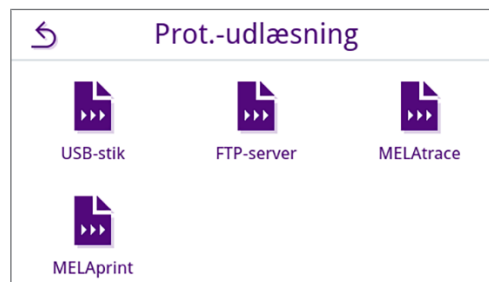 Prot.-udlæsning
USB-stik
FTP-server
MELAtrace
MELAprint